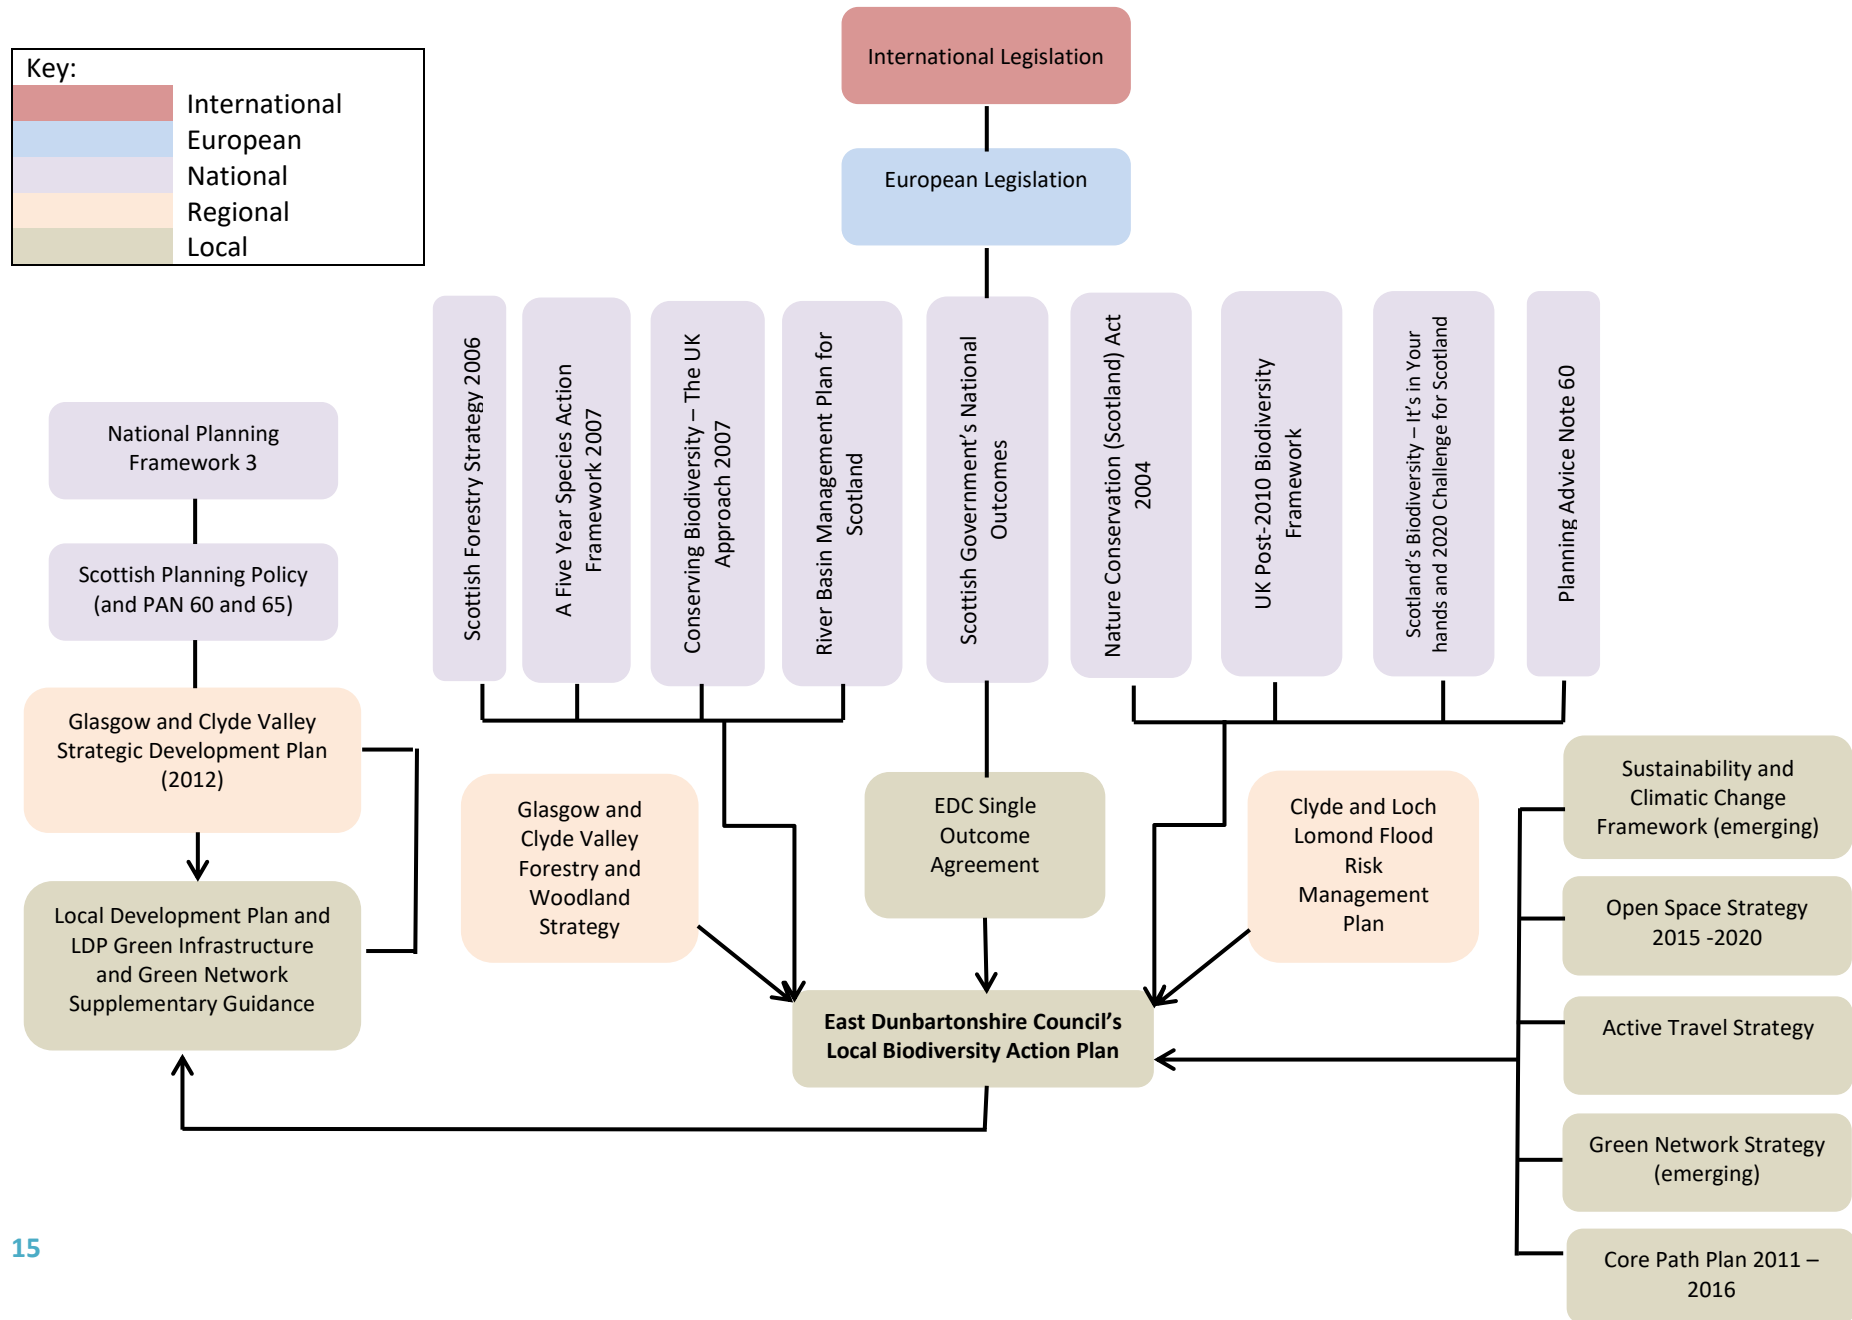 Key:
International
European
National
Regional
Local
International Legislation
European Legislation
Scottish Forestry Strategy 2006
A Five Year Species Action
Framework 2007
Conserving Biodiversity – The UK
Approach 2007
River Basin Management Plan for
Scotland
Scottish Government’s National
Outcomes
Nature Conservation (Scotland) Act
2004
UK Post-2010 Biodiversity
Framework
Scotland’s Biodiversity – It’s in Your
hands and 2020 Challenge for Scotland
Planning Advice Note 60
National Planning
Framework 3
Scottish Planning Policy
(and PAN 60 and 65)
Glasgow and Clyde Valley
Strategic Development Plan
(2012)
Local Development Plan and
LDP Green Infrastructure
and Green Network
Supplementary Guidance
Glasgow and
Clyde Valley
Forestry and
Woodland
Strategy
EDC Single
Outcome
Agreement
Clyde and Loch
Lomond Flood
Risk
Management
Plan
East Dunbartonshire Council’s
Local Biodiversity Action Plan
Sustainability and
Climatic Change
Framework (emerging)
Open Space Strategy
2015 -2020
Active Travel Strategy
Green Network Strategy
(emerging)
Core Path Plan 2011 –
2016
15